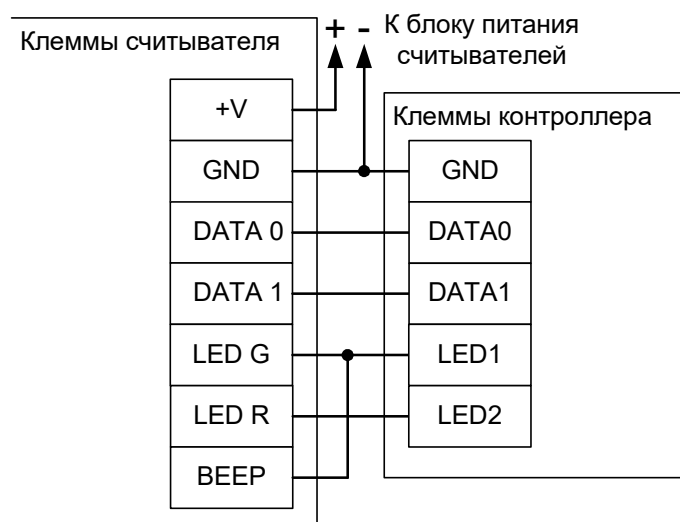 Клеммы считывателя
+ - К блоку питания
считывателей
Клеммы контроллера
+V
GND
DATA 0
DATA 1
LED G
LED R
BEEP
GND
DATA0
DATA1
LED1
LED2